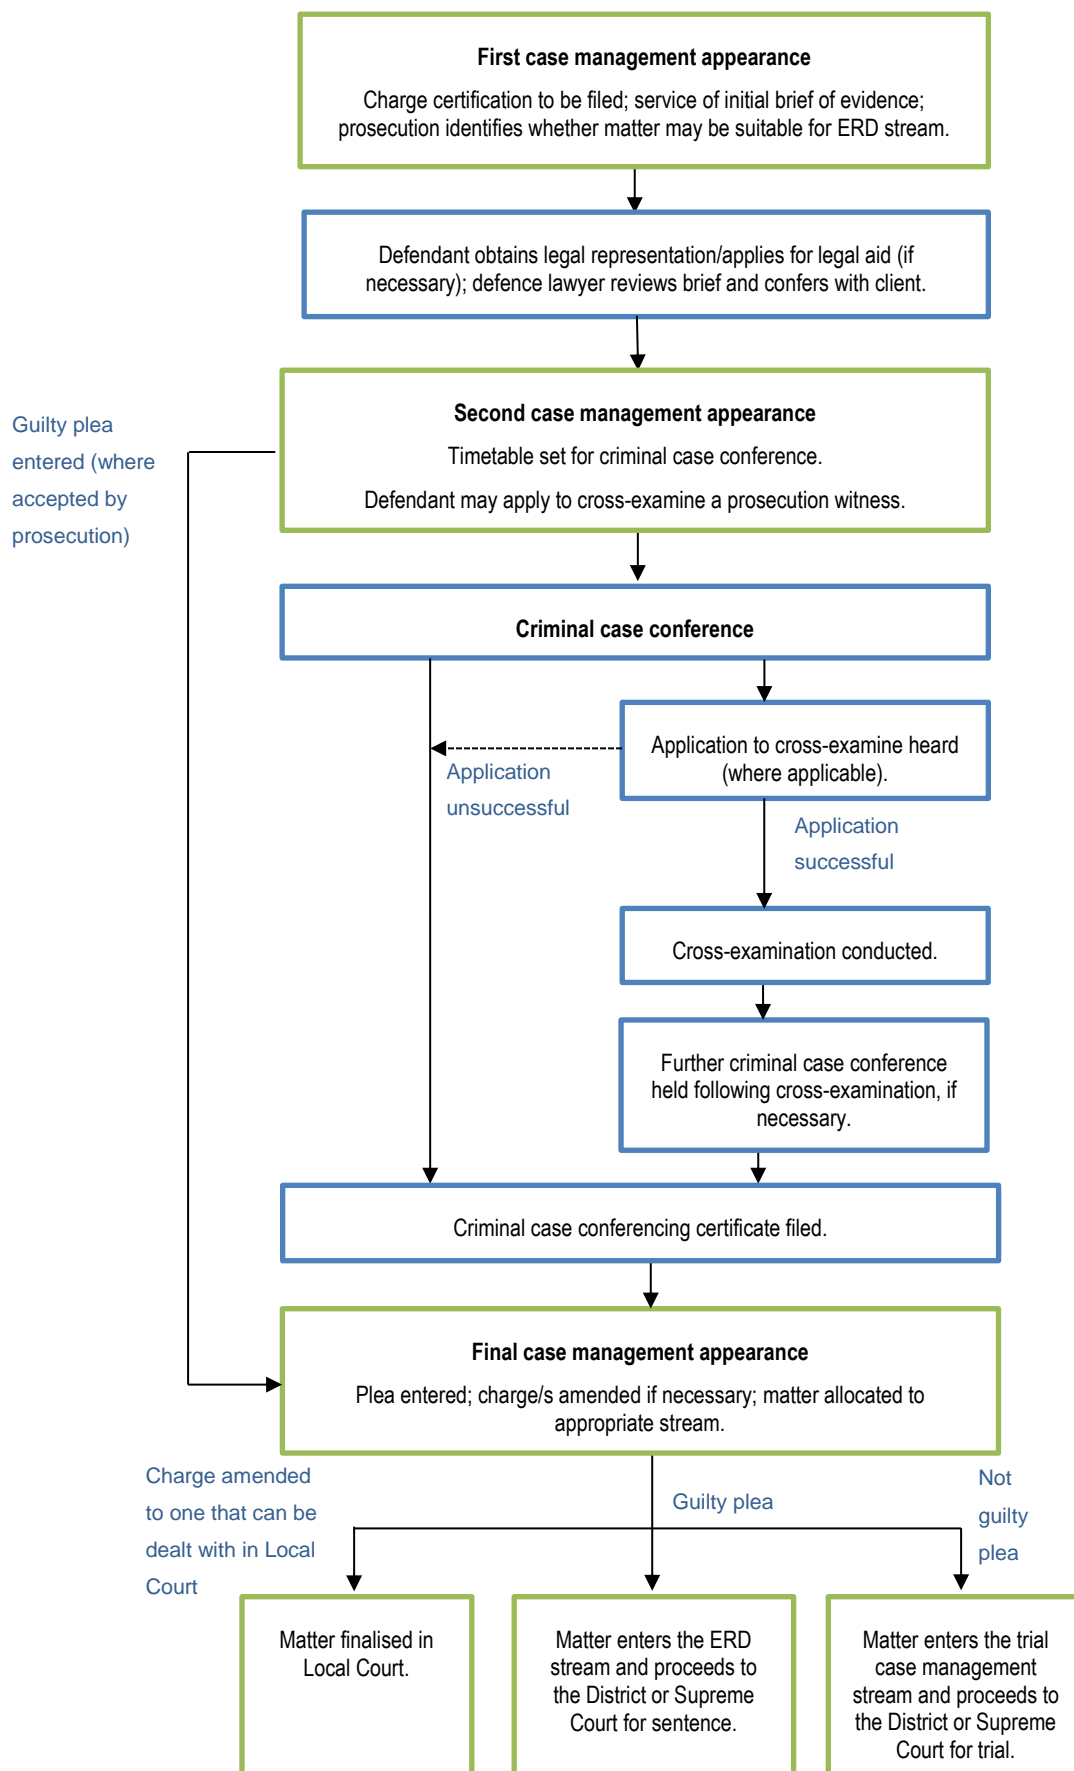 First case management appearance
Charge certification to be filed; service of initial brief of evidence;
prosecution identifies whether matter may be suitable for ERD stream.
Defendant obtains legal representation/applies for legal aid (if
necessary); defence lawyer reviews brief and confers with client.
Guilty plea
entered (where
accepted by
prosecution)
Second case management appearance
Timetable set for criminal case conference.
Defendant may apply to cross-examine a prosecution witness.
Criminal case conference
Application to cross-examine heard
(where applicable).
Application
unsuccessful
Application
successful
Cross-examination conducted.
Further criminal case conference
held following cross-examination, if
necessary.
Criminal case conferencing certificate filed.
Final case management appearance
Plea entered; charge/s amended if necessary; matter allocated to
appropriate stream.
Charge amended
to one that can be
dealt with in Local
Court
Guilty plea
Not
guilty
plea
Matter finalised in
Local Court.
Matter enters the ERD
stream and proceeds to
the District or Supreme
Court for sentence.
Matter enters the trial
case management
stream and proceeds to
the District or Supreme
Court for trial.